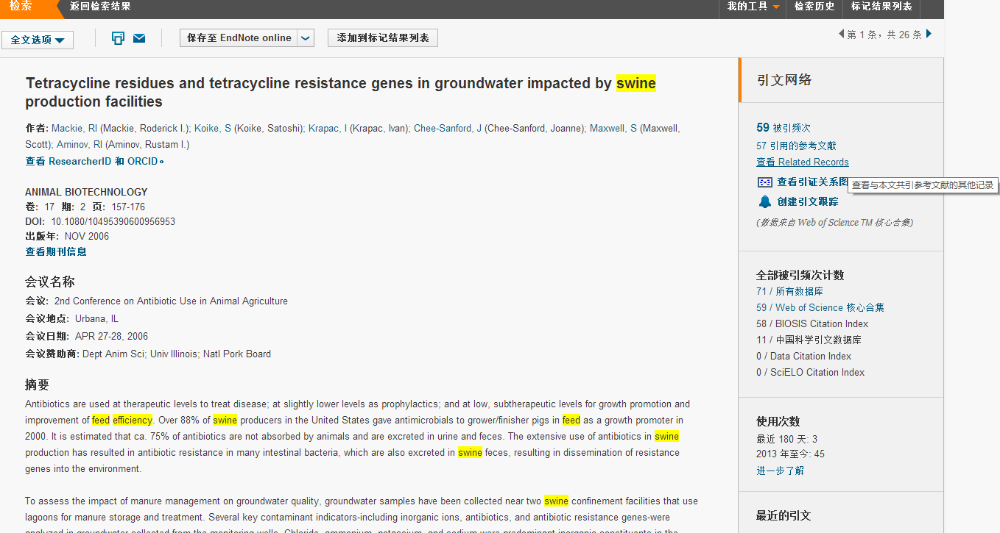 检索 返回检索结果 我的工具 检索历史 标记结果列表
全文选项 保存至 EndNote online 添加到标记结果列表 第 1 条，共 26 条
Tetracycline residues and tetracycline resistance genes in groundwater impacted by swine
production facilities
作者: Mackie, RI (Mackie, Roderick I.); Koike, S (Koike, Satoshi); Krapac, I (Krapac, Ivan); Chee-Sanford, J (Chee-Sanford, Joanne); Maxwell, S (Maxwell,
Scott); Aminov, RI (Aminov, Rustam I.)
查看 ResearcherID 和 ORCID
ANIMAL BIOTECHNOLOGY
卷: 17 期: 2 页: 157-176
DOI: 10.1080/10495390600956953
出版年: NOV 2006
查看期刊信息
会议名称
会议: 2nd Conference on Antibiotic Use in Animal Agriculture
会议地点: Urbana, IL
会议日期: APR 27-28, 2006
会议赞助商: Dept Anim Sci; Univ Illinois; Natl Pork Board
摘要
Antibiotics are used at therapeutic levels to treat disease; at slightly lower levels as prophylactics; and at low, subtherapeutic levels for growth promotion and
improvement of feed efficiency. Over 88% of swine producers in the United States gave antimicrobials to grower/finisher pigs in feed as a growth promoter in
2000. It is estimated that ca. 75% of antibiotics are not absorbed by animals and are excreted in urine and feces. The extensive use of antibiotics in swine
production has resulted in antibiotic resistance in many intestinal bacteria, which are also excreted in swine feces, resulting in dissemination of resistance
genes into the environment.
To assess the impact of manure management on groundwater quality, groundwater samples have been collected near two swine confinement facilities that use
lagoons for manure storage and treatment. Several key contaminant indicators-including inorganic ions, antibiotics, and antibiotic resistance genes-were
analyzed in groundwater collected from the monitoring wells. Chloride, ammonium, potassium, and sodium were predominant inorganic constituents in the
引文网络
59 被引频次
57 引用的参考文献
查看 Related Records
查看引证关系图
查看与本文共引参考文献的其他记录
创建引文跟踪
(数据来自 Web of Science TM 核心合集)
全部被引频次计数
71 / 所有数据库
59 / Web of Science 核心合集
58 / BIOSIS Citation Index
11 / 中国科学引文数据库
0 / Data Citation Index
0 / SciELO Citation Index
使用次数
最近 180 天: 3
2013 年至今: 45
进一步了解
最近的引文